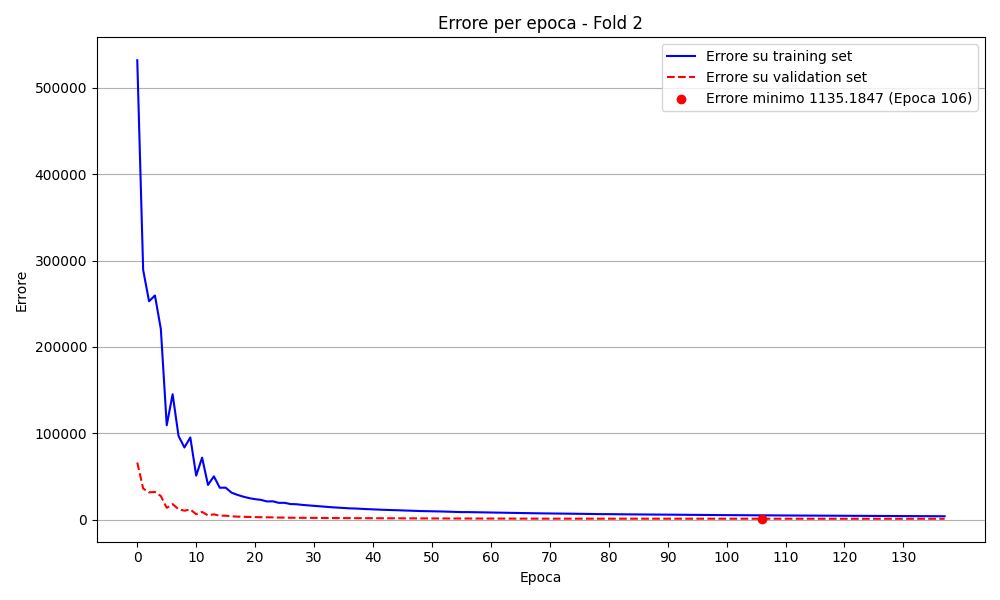 Errore per epoca - Fold 2
Errore su training set
Errore su validation set
Errore minimo 1135.1847 (Epoca 106)
Errore
500000
400000
300000
200000
100000
0
0 10 20 30 40 50 60 70 80 90 100 110 120 130
Epoca